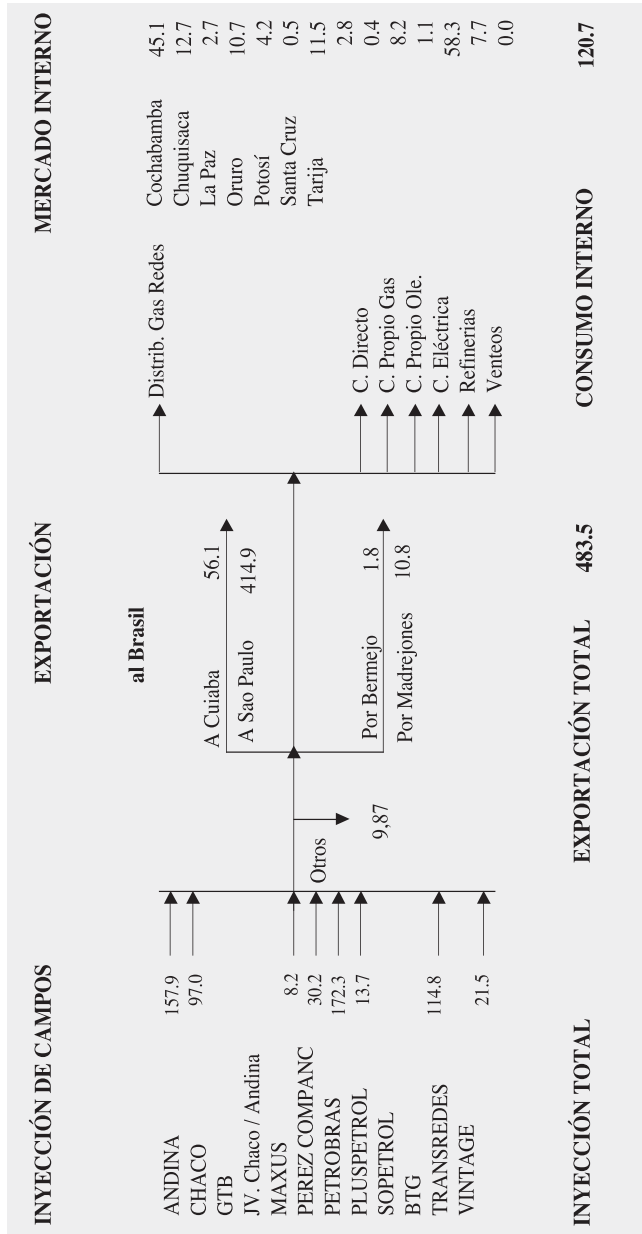 INYECCIÓN DE CAMPOS
EXPORTACIÓN
MERCADO INTERNO
ANDINA
CHACO
GTB
JV. Chaco / Andina
MAXUS
PEREZ COMPANC
PETROBRAS
PLUSPETROL
SOPETROL
BTG
TRANSREDES
VINTAGE
157.9
97.0
8.2
30.2
172.3
13.7
114.8
21.5
Otros
9,87
al Brasil
A Cuiaba 56.1
A Sao Paulo 414.9
Por Bermejo 1.8
Por Madrejones 10.8
Distrib. Gas Redes
C. Directo
C. Propio Gas
C. Propio Ole.
C. Eléctrica
Refinerias
Venteos
Cochabamba
Chuquisaca
La Paz
Oruro
Potosí
Santa Cruz
Tarija
45.1
12.7
2.7
10.7
4.2
0.5
11.5
2.8
0.4
8.2
1.1
58.3
7.7
0.0
INYECCIÓN TOTAL
EXPORTACIÓN TOTAL 483.5
CONSUMO INTERNO 120.7